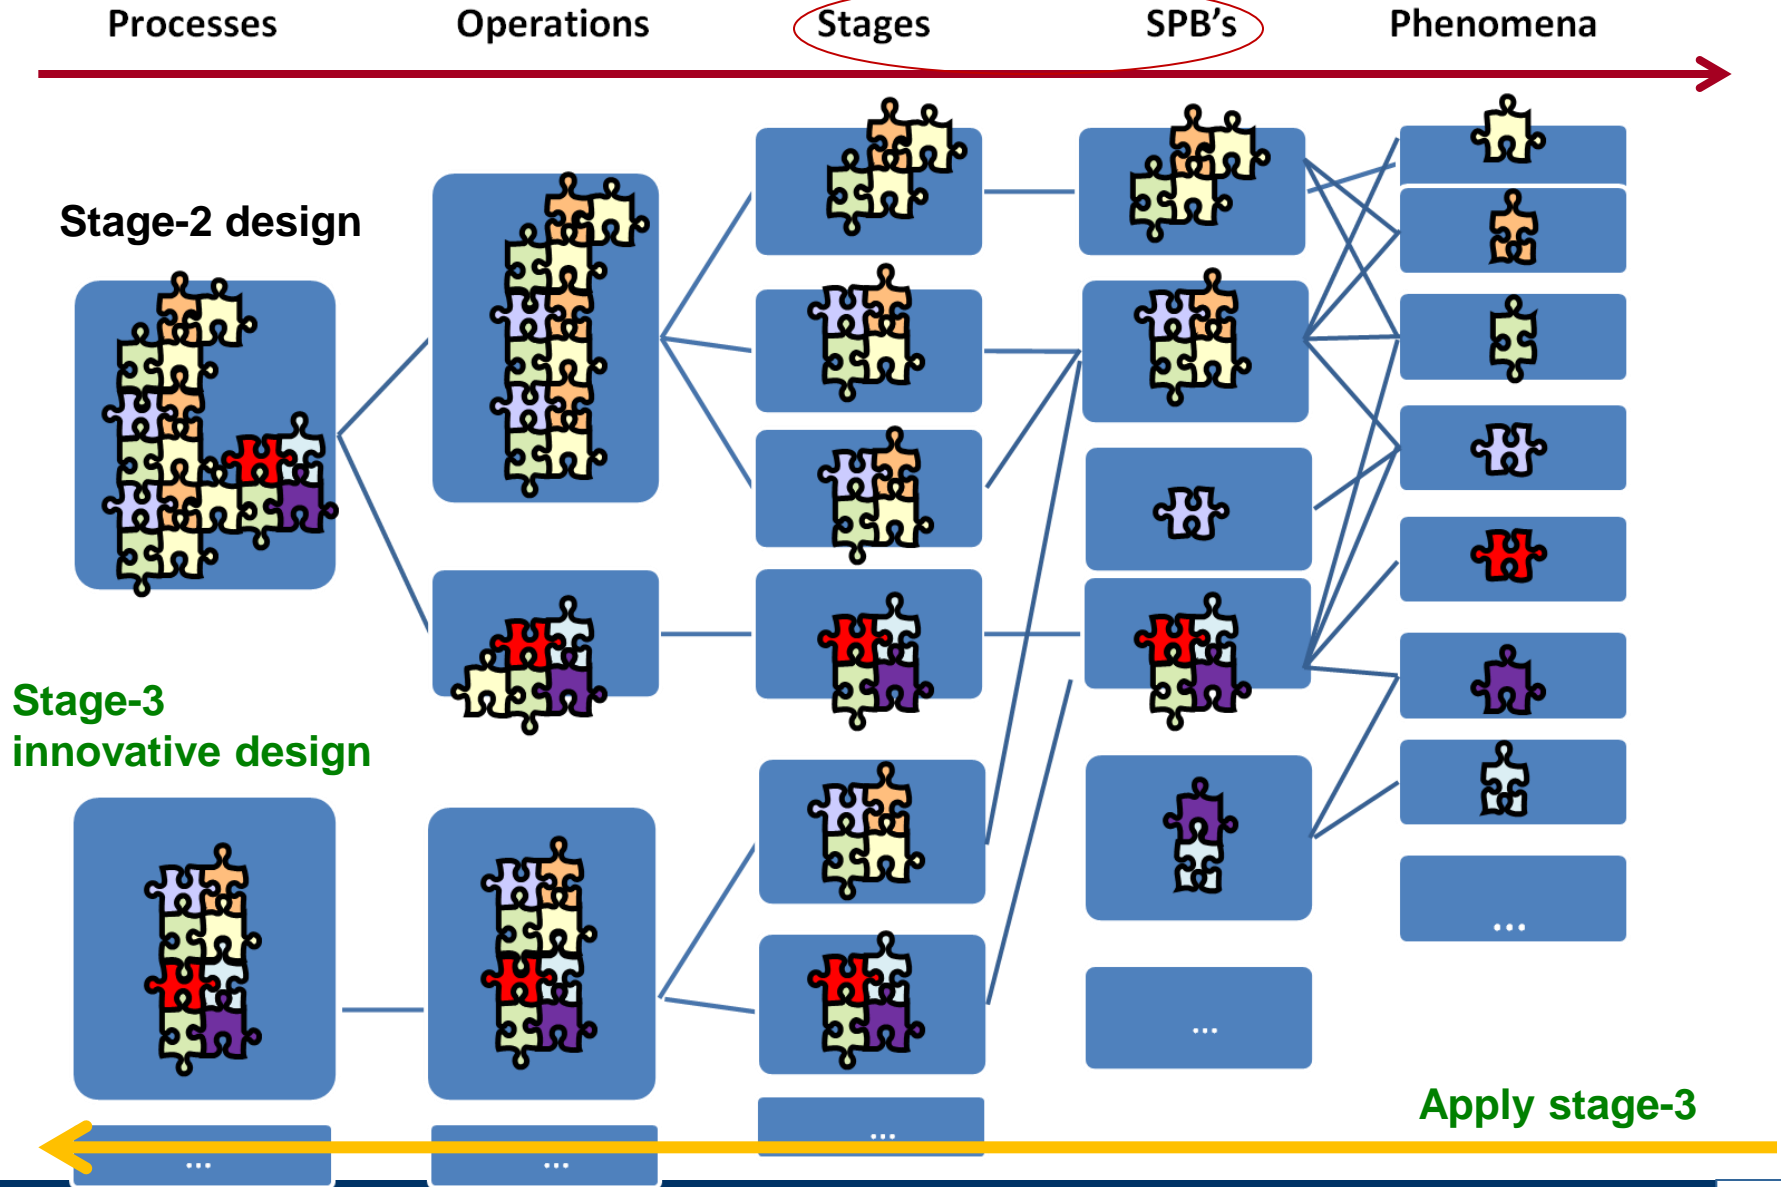 Processes Operations Stages SPB's Phenomena
Stage-2 design
Stage-3
innovative design
...
...
Apply stage-3
...
...
...